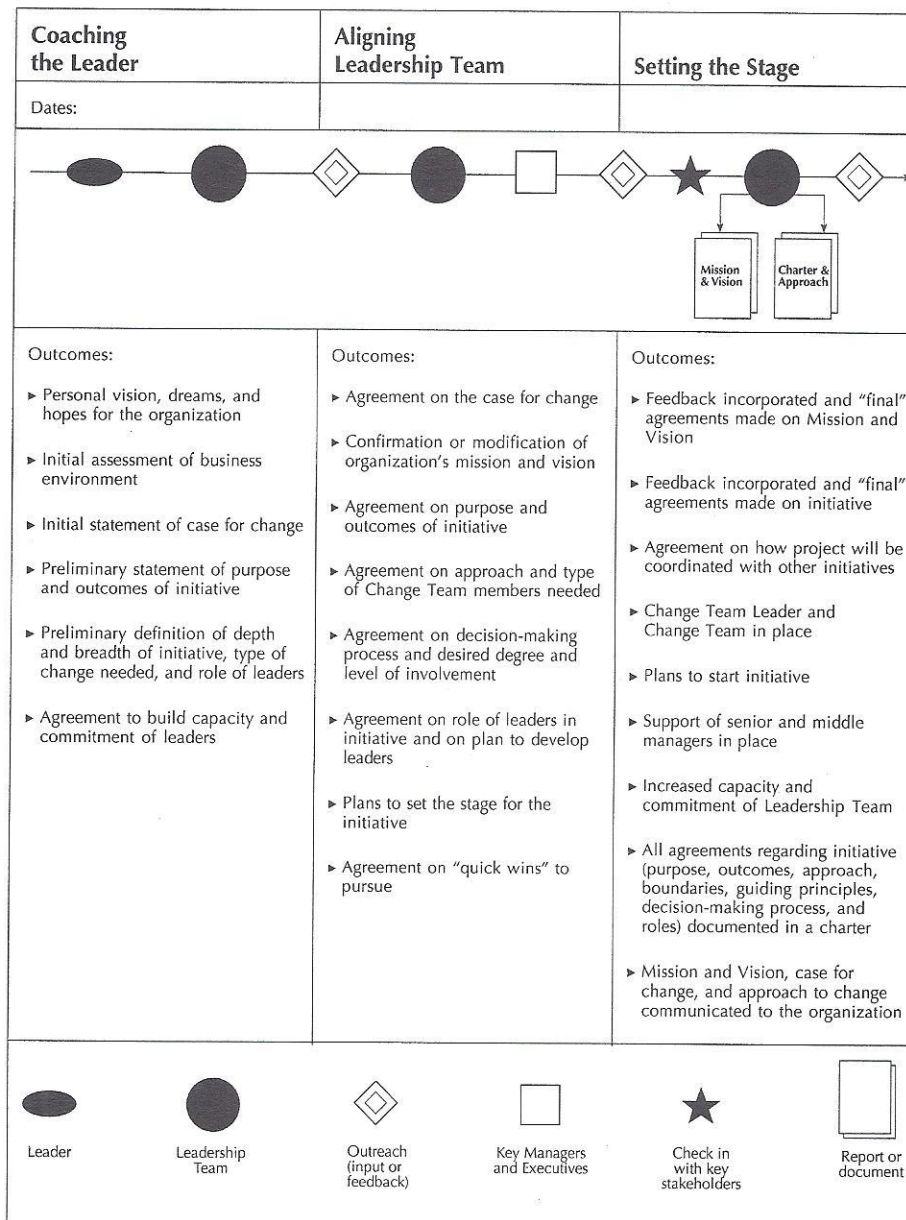 Coaching
the Leader
Aligning
Leadership Team
Setting the Stage
Dates:
Mission
& Vision
Charter &
Approach
Outcomes:
▸ Personal vision, dreams, and
hopes for the organization
▸ Initial assessment of business
environment
▸ Initial statement of case for change
▸ Preliminary statement of purpose
and outcomes of initiative
▸ Preliminary definition of depth
and breadth of initiative, type of
change needed, and role of leaders
▸ Agreement to build capacity and
commitment of leaders
Outcomes:
▸ Agreement on the case for change
▸ Confirmation or modification of
organization's mission and vision
▸ Agreement on purpose and
outcomes of initiative
▸ Agreement on approach and type
of Change Team members needed
▸ Agreement on decision-making
process and desired degree and
level of involvement
▸ Agreement on role of leaders in
initiative and on plan to develop
leaders
▸ Plans to set the stage for the
initiative
▸ Agreement on "quick wins" to
pursue
Outcomes:
▸ Feedback incorporated and "final"
agreements made on Mission and
Vision
▸ Feedback incorporated and "final"
agreements made on initiative
▸ Agreement on how project will be
coordinated with other initiatives
▸ Change Team Leader and
Change Team in place
▸ Plans to start initiative
▸ Support of senior and middle
managers in place
▸ Increased capacity and
commitment of Leadership Team
▸ All agreements regarding initiative
(purpose, outcomes, approach,
boundaries, guiding principles,
decision-making process, and
roles) documented in a charter
▸ Mission and Vision, case for
change, and approach to change
communicated to the organization
Leader
Leadership
Team
Outreach
(input or
feedback)
Key Managers
and Executives
Check in
with key
stakeholders
Report or
document